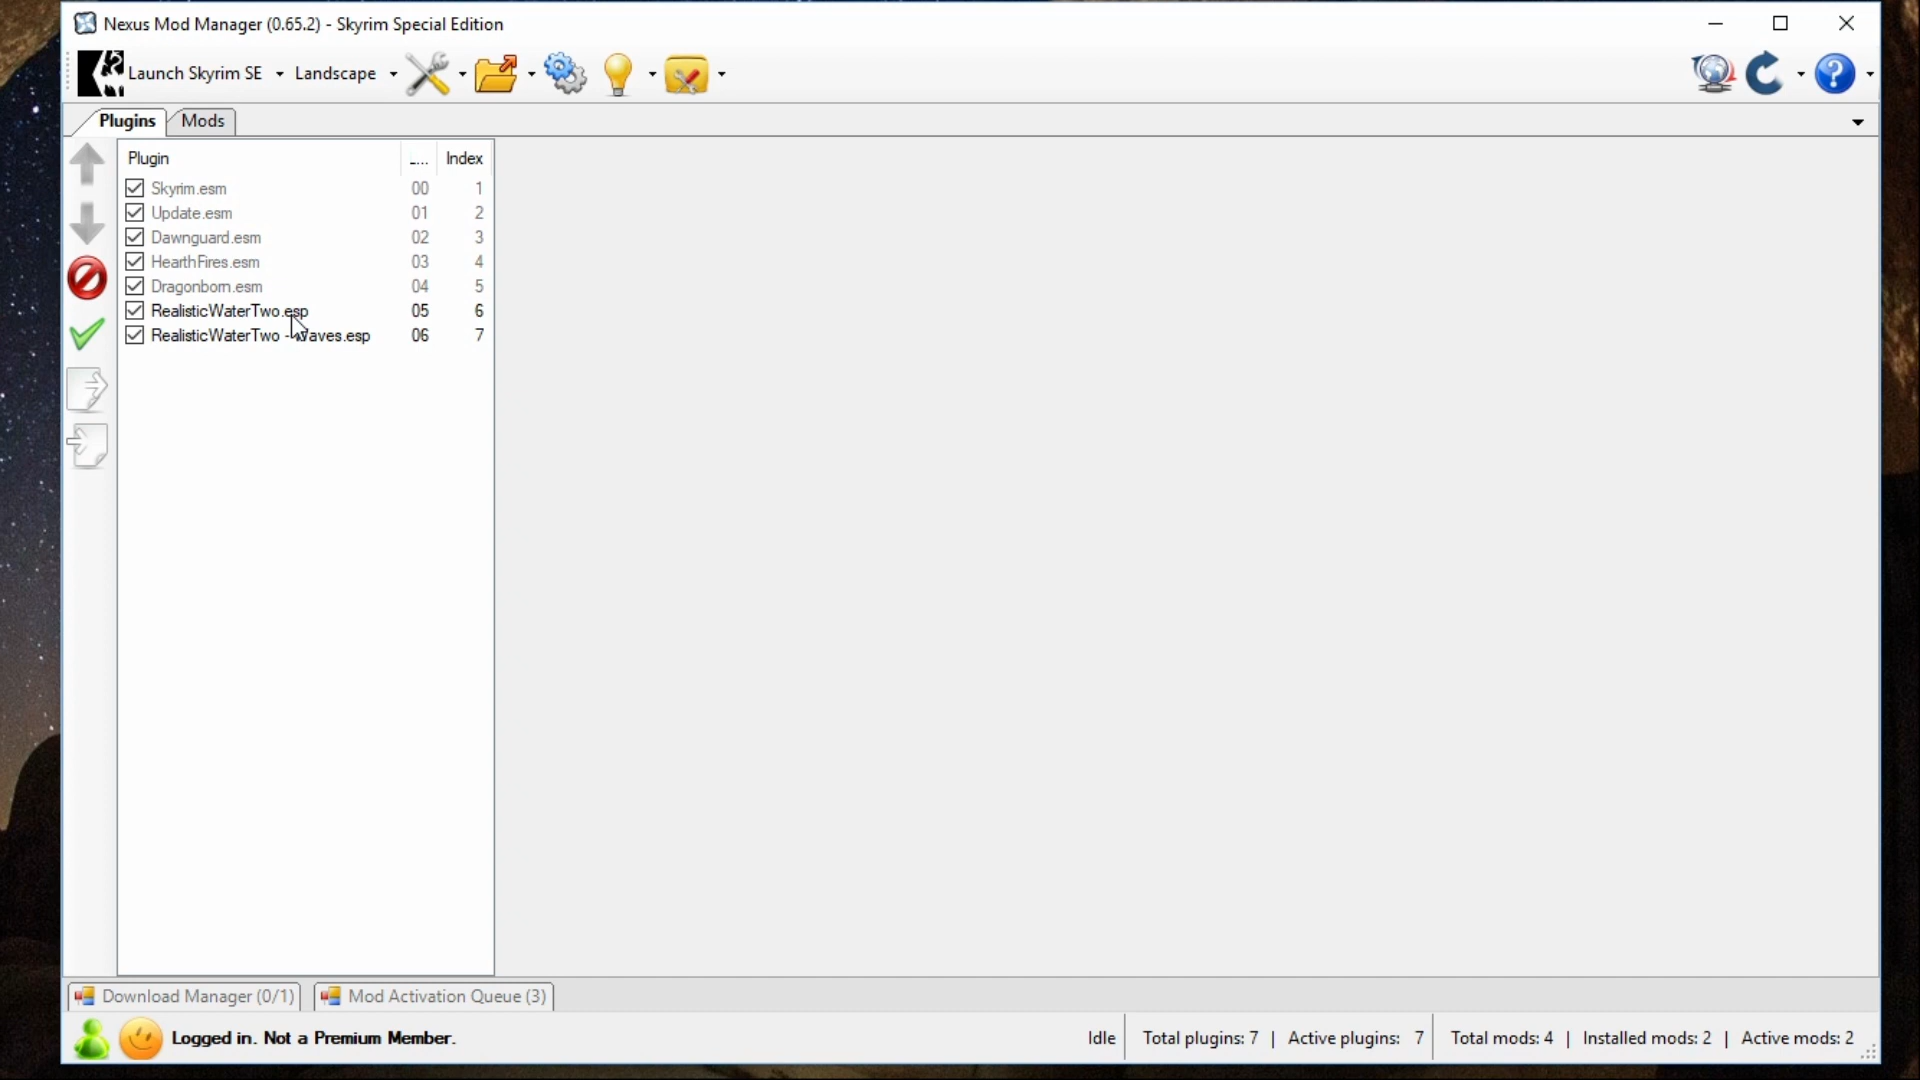 Nexus Mod Manager (0.65.2) - Skyrim Special Edition
Launch Skyrim SE Landscape
Plugins Mods
Plugin ... Index
Skyrim.esm 00 1
Update.esm 01 2
Dawnguard.esm 02 3
HearthFires.esm 03 4
Dragonborn.esm 04 5
RealisticWaterTwo.esp 05 6
RealisticWaterTwo - Waves.esp 06 7
Download Manager (0/1) Mod Activation Queue (3)
Logged in. Not a Premium Member. Idle Total plugins: 7 | Active plugins: 7 Total mods: 4 | Installed mods: 2 | Active mods: 2